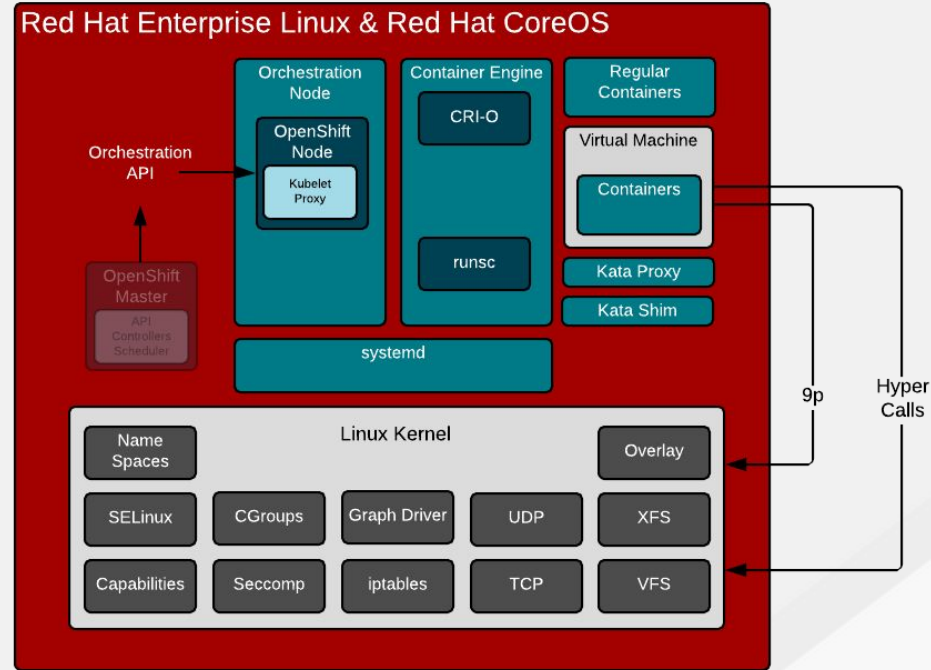 Red Hat Enterprise Linux & Red Hat CoreOS
Orchestration
Node
OpenShift
Node
Kubelet
Proxy
Container Engine
CRI-O
runsc
Regular
Containers
Virtual Machine
Containers
Kata Proxy
Kata Shim
Orchestration
API
OpenShift
Master
API
Controllers
Scheduler
systemd
9p
Hyper
Calls
Linux Kernel
Name
Spaces
Overlay
SELinux
CGroups
Graph Driver
UDP
XFS
Capabilities
Seccomp
iptables
TCP
VFS